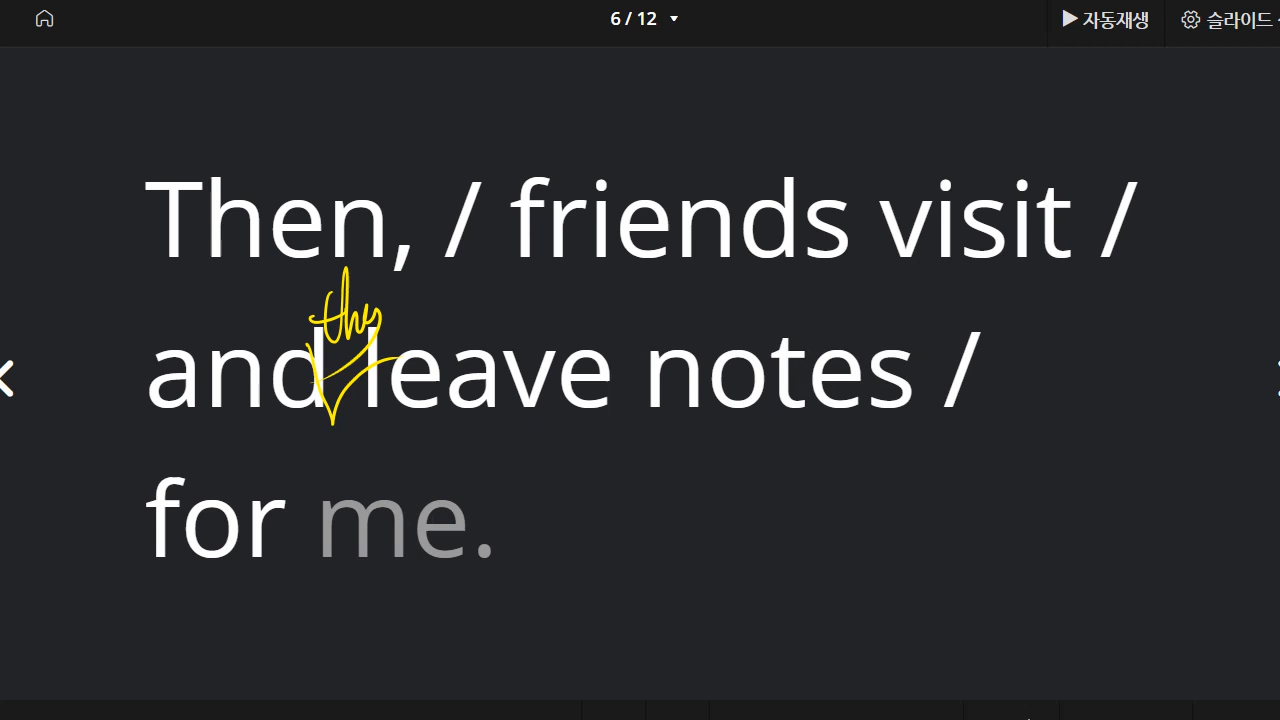 6 / 12
▶ 자동재생
슬라이드
Then, / friends visit /
they
and leave notes /
for me.